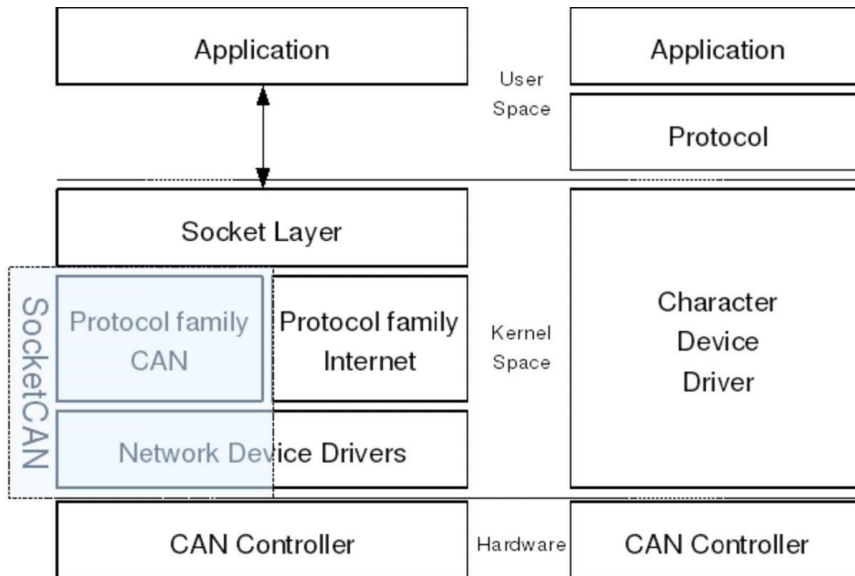 Application
User
Space
Application
Protocol
Socket Layer
SocketCAN
Protocol family
CAN
Protocol family
Internet
Kernel
Space
Character
Device
Driver
Network Device Drivers
CAN Controller
Hardware
CAN Controller